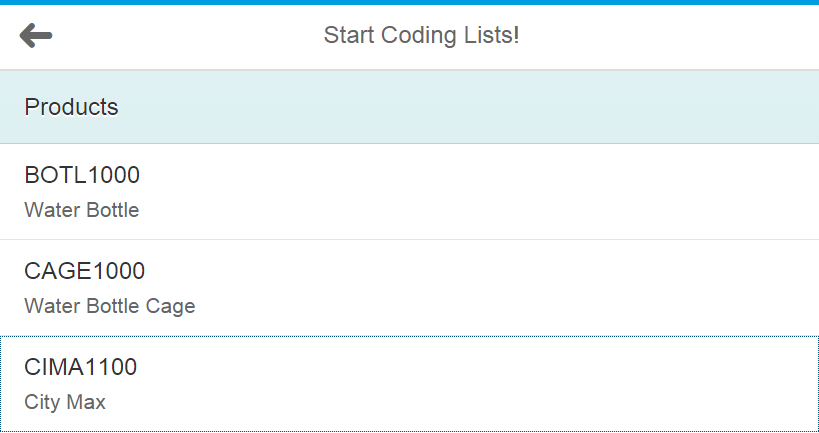 Start Coding Lists!
Products
BOTL1000
Water Bottle
CAGE1000
Water Bottle Cage
CIMA1100
City Max